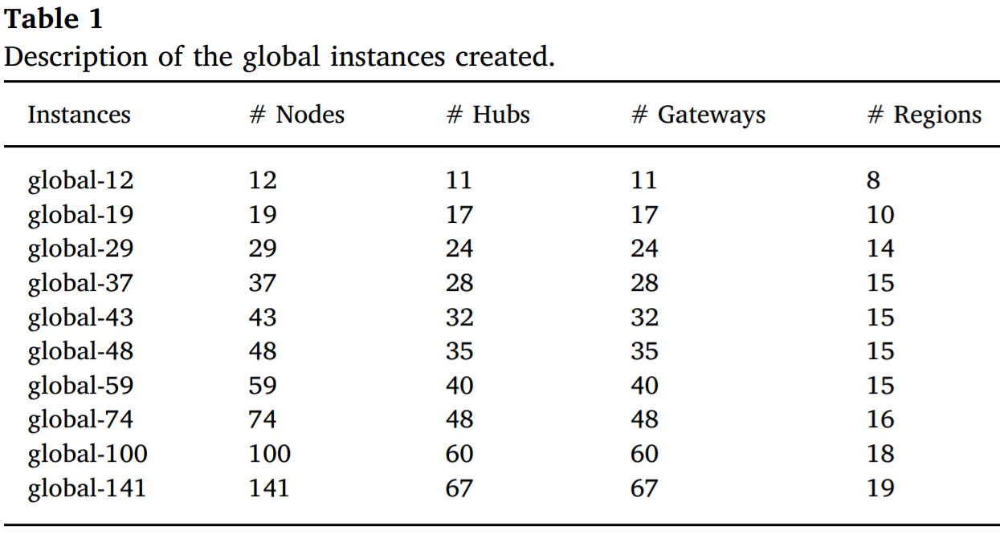 Table 1
Description of the global instances created.
Instances # Nodes # Hubs # Gateways # Regions
global-12 12 11 11 8
global-19 19 17 17 10
global-29 29 24 24 14
global-37 37 28 28 15
global-43 43 32 32 15
global-48 48 35 35 15
global-59 59 40 40 15
global-74 74 48 48 16
global-100 100 60 60 18
global-141 141 67 67 19